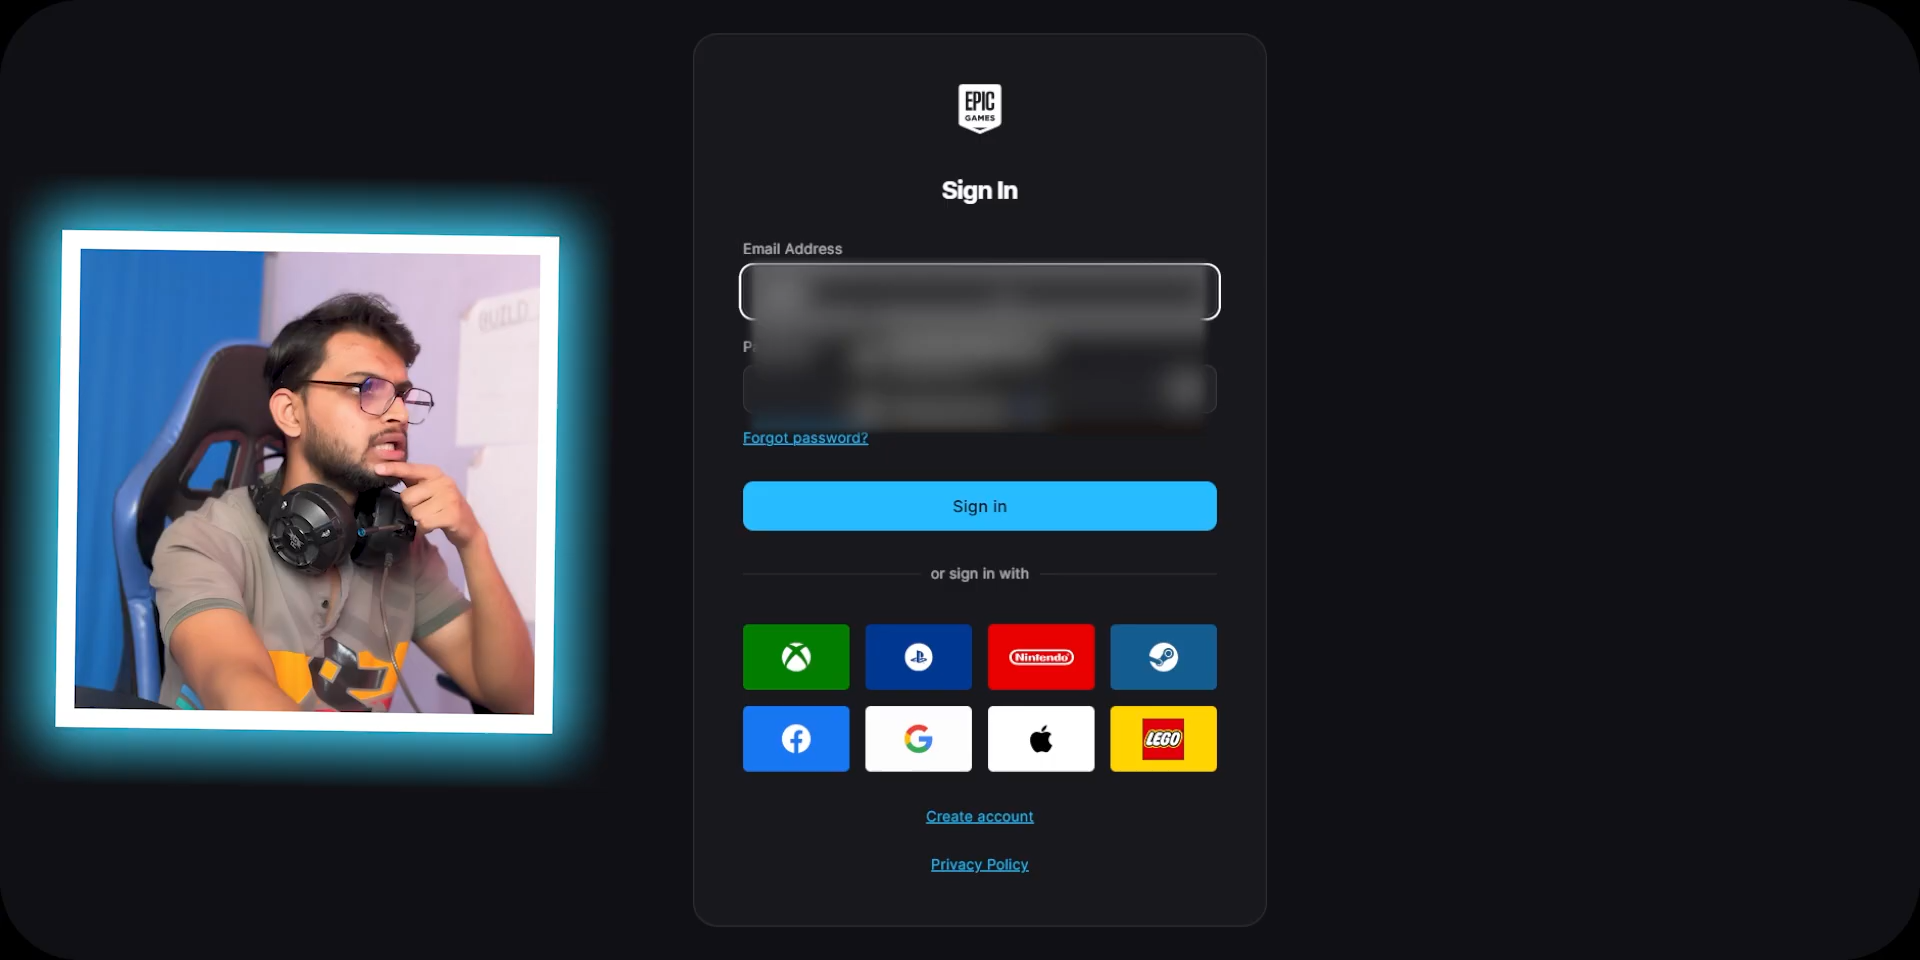 EPIC
GAMES
Sign In
Email Address
Forgot password?
Sign in
or sign in with
Nintendo
LEGO
Create account
Privacy Policy
BUILD